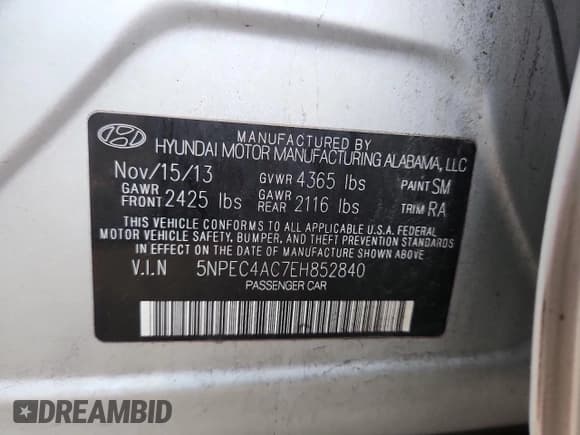 MANUFACTURED BY
HYUNDAI MOTOR MANUFACTURING ALABAMA, LLC
Nov/15/13 GVWR 4365 lbs PAINT SM
GAWR FRONT 2425 lbs GAWR REAR 2116 lbs TRIM RA
THIS VEHICLE CONFORMS TO ALL APPLICABLE U.S.A. FEDERAL
MOTOR VEHICLE SAFETY, BUMPER, AND THEFT PREVENTION STANDARDS
IN EFFECT ON THE DATE OF MANUFACTURE SHOWN ABOVE.
V.I.N 5NPEC4AC7EH852840
PASSENGER CAR
DREAMBID